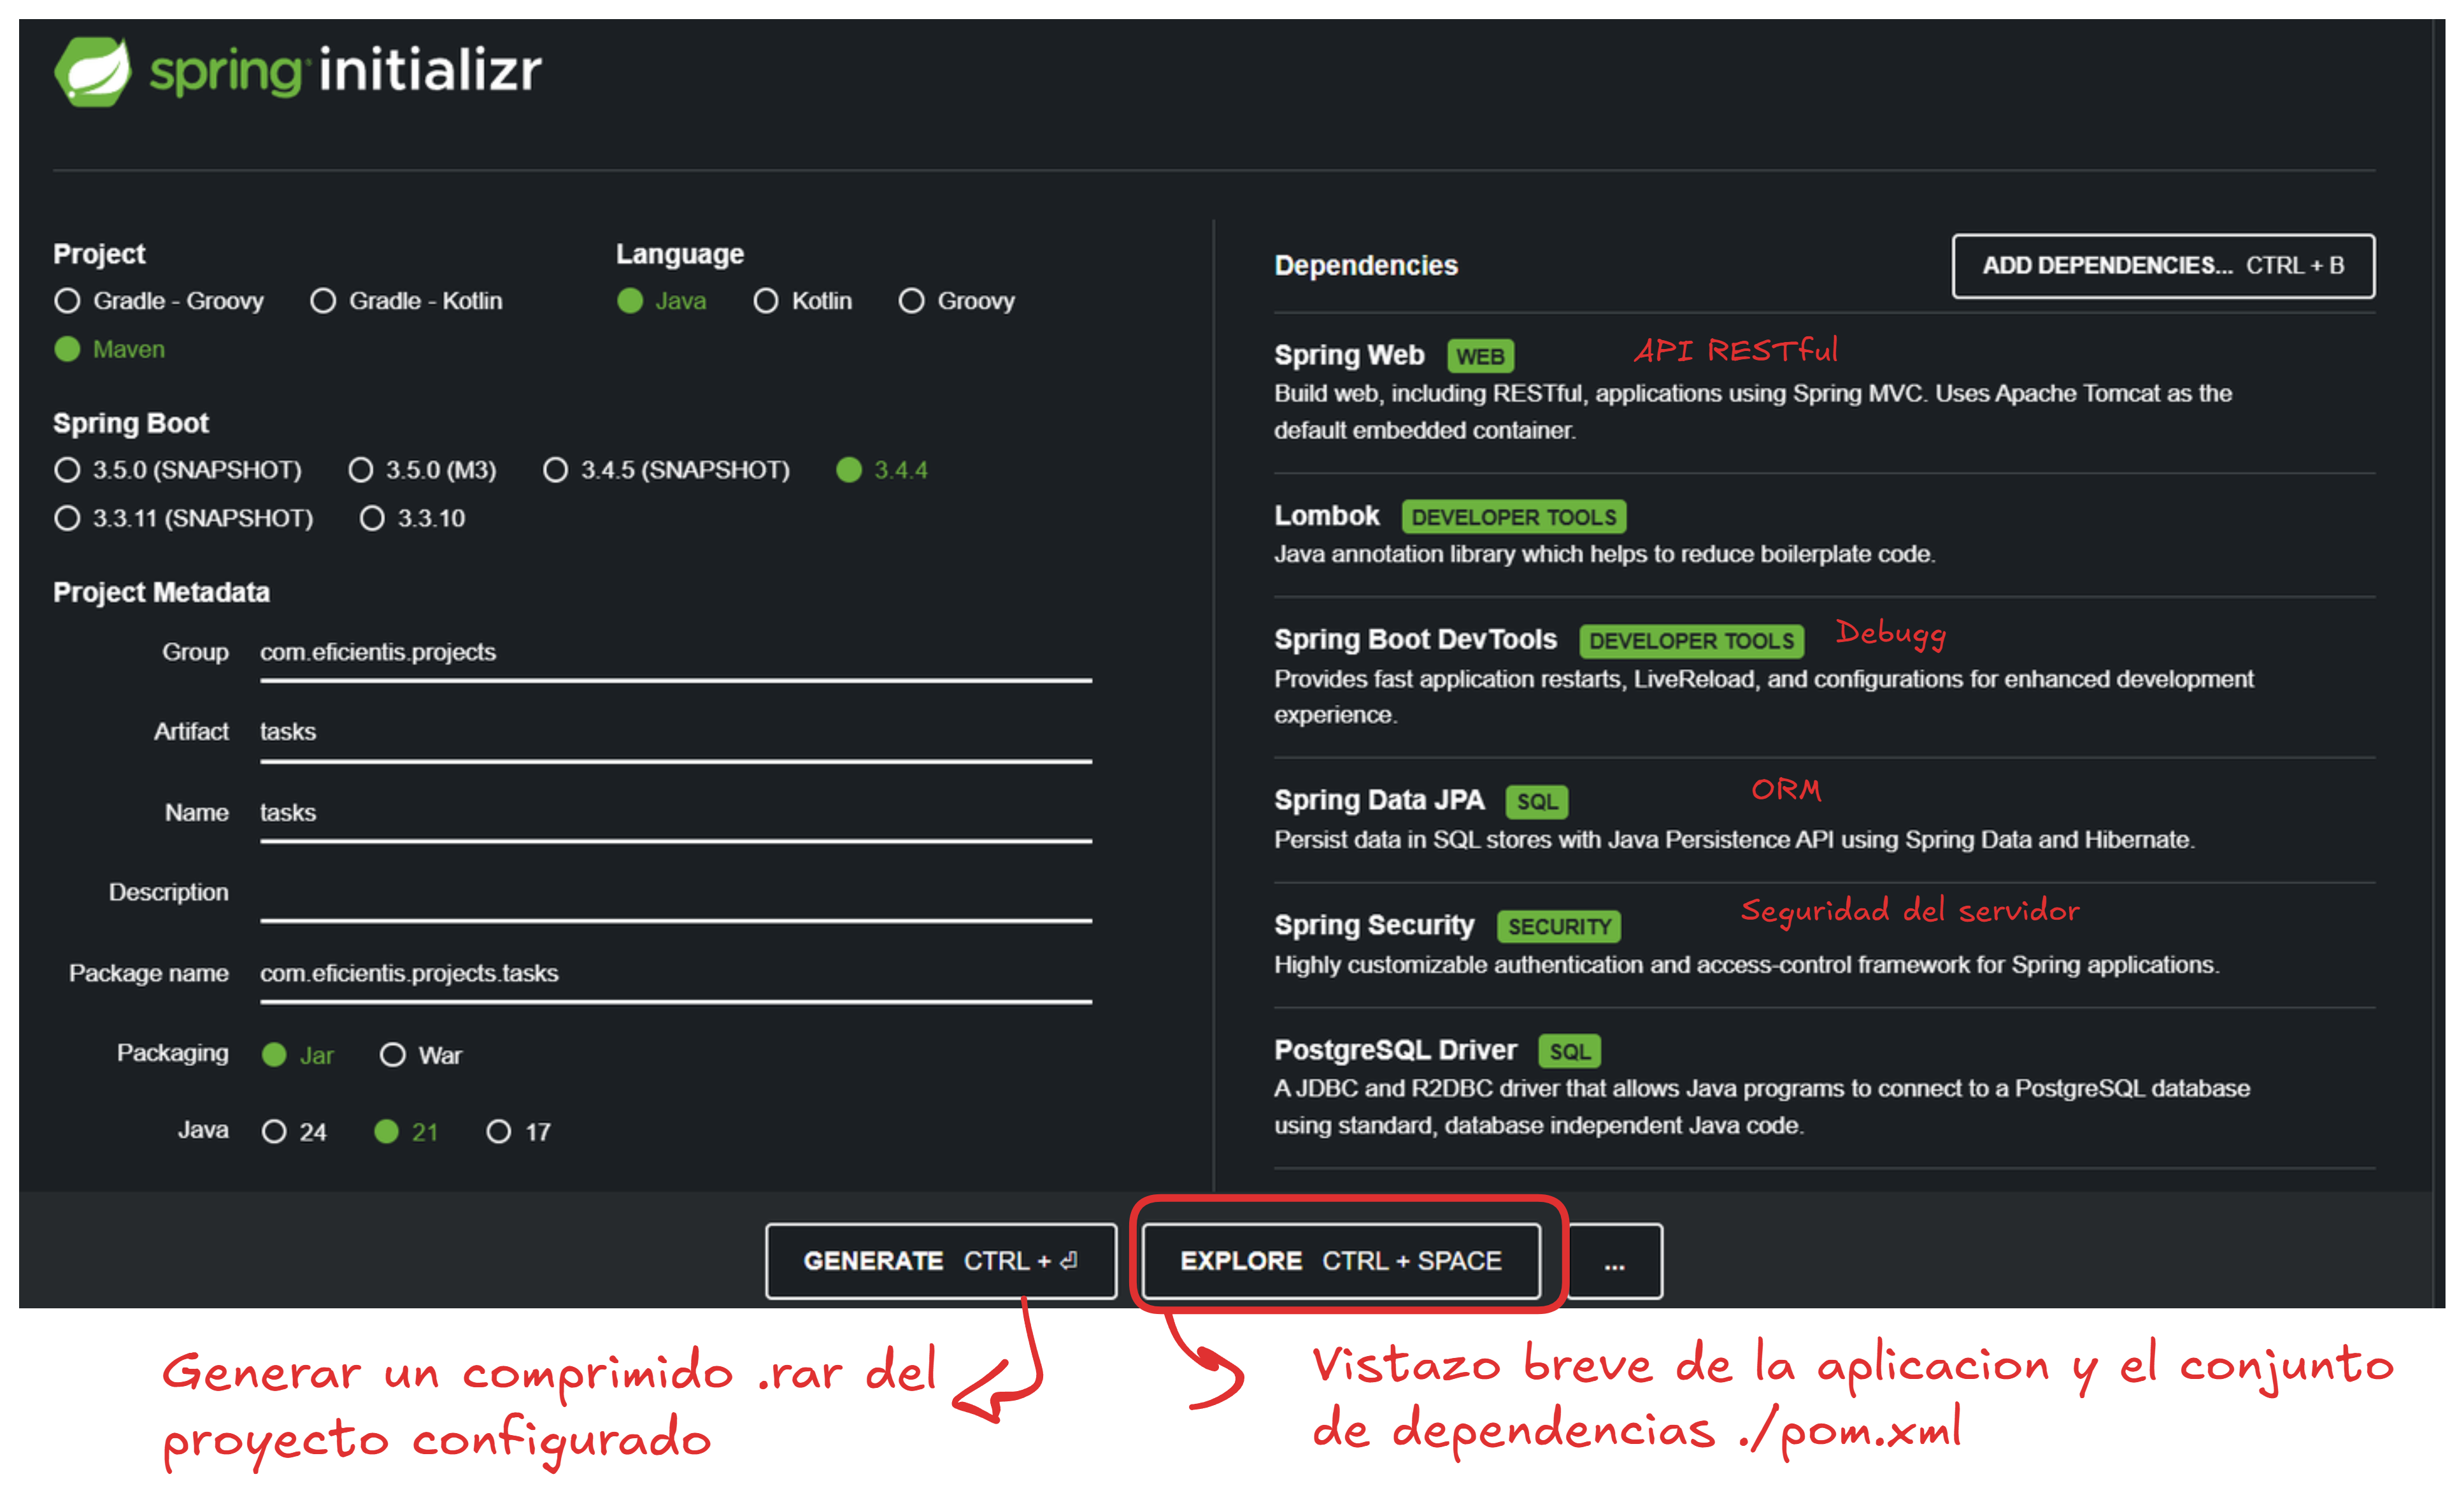 spring initializr
Project
Gradle - Groovy Gradle - Kotlin
Maven
Language
Java Kotlin Groovy
Spring Boot
3.5.0 (SNAPSHOT) 3.5.0 (M3) 3.4.5 (SNAPSHOT) 3.4.4
3.3.11 (SNAPSHOT) 3.3.10
Project Metadata
Group com.eficientis.projects
Artifact tasks
Name tasks
Description
Package name com.eficientis.projects.tasks
Packaging Jar War
Java 24 21 17
Dependencies
ADD DEPENDENCIES... CTRL + B
Spring Web WEB API RESTful
Build web, including RESTful, applications using Spring MVC. Uses Apache Tomcat as the
default embedded container.
Lombok DEVELOPER TOOLS
Java annotation library which helps to reduce boilerplate code.
Spring Boot DevTools DEVELOPER TOOLS Debugg
Provides fast application restarts, LiveReload, and configurations for enhanced development
experience.
Spring Data JPA SQL ORM
Persist data in SQL stores with Java Persistence API using Spring Data and Hibernate.
Spring Security SECURITY Seguridad del servidor
Highly customizable authentication and access-control framework for Spring applications.
PostgreSQL Driver SQL
A JDBC and R2DBC driver that allows Java programs to connect to a PostgreSQL database
using standard, database independent Java code.
GENERATE CTRL + ⏎
EXPLORE CTRL + SPACE
...
Generar un comprimido .rar del
proyecto configurado
Vistazo breve de la aplicacion y el conjunto
de dependencias ./pom.xml